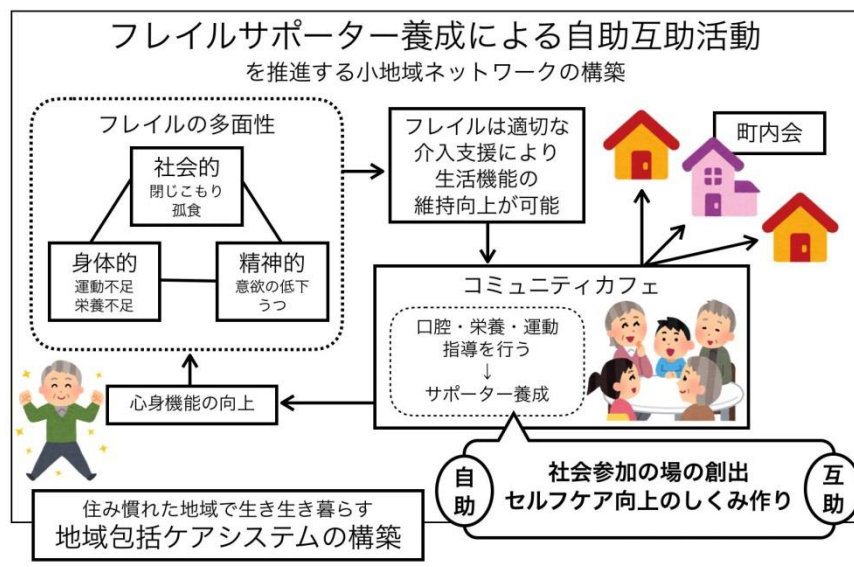 フレイルサポーター養成による自助互助活動
を推進する小地域ネットワークの構築
フレイルの多面性
社会的
閉じこもり
孤食
身体的
運動不足
栄養不足
精神的
意欲の低下
うつ
フレイルは適切な
介入支援により
生活機能の
維持向上が可能
町内会
コミュニティカフェ
口腔・栄養・運動
指導を行う
↓
サポーター養成
心身機能の向上
自助
社会参加の場の創出
セルフケア向上のしくみ作り
互助
住み慣れた地域で生き生き暮らす
地域包括ケアシステムの構築